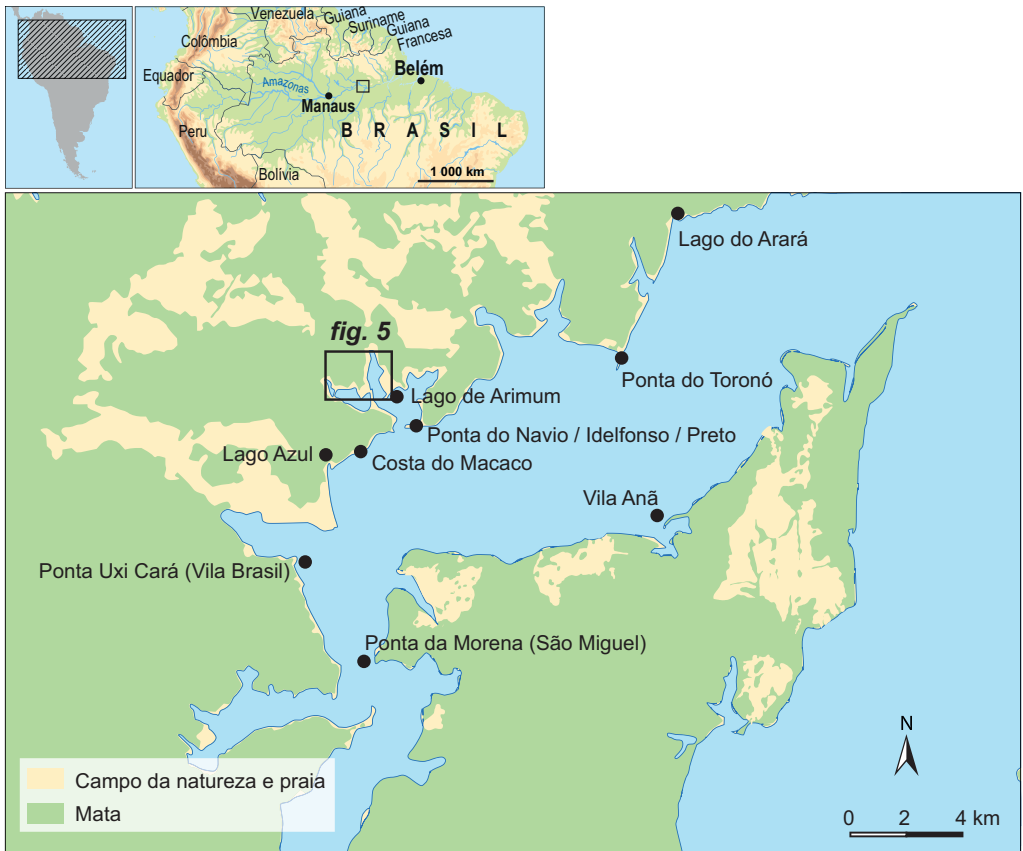 Venezuela
Guiana
Suriname
Guiana
Francesa
Colômbia
Equador
Amazonas
Belém
Manaus
Peru
BRASIL
Bolívia
1 000 km
Lago do Arará
fig. 5
Ponta do Toronó
Lago de Arimum
Ponta do Navio / Idelfonso / Preto
Lago Azul
Costa do Macaco
Vila Anã
Ponta Uxi Cará (Vila Brasil)
Ponta da Morena (São Miguel)
N
Campo da natureza e praia
Mata
0 2 4 km